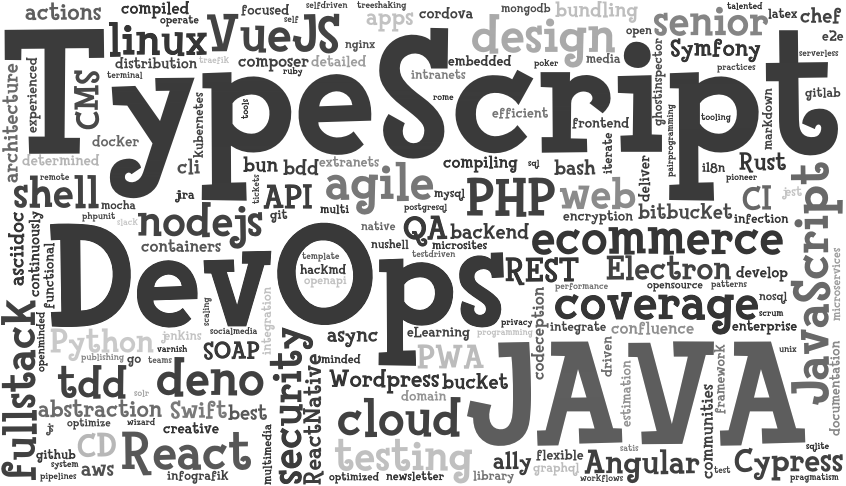 actions
compiled
operate
focused
self
selfdriven
treeshaking
apps
cordova
mongodb
bundling
talented
latex
chef
linux
VueJS
nginx
design
open
senior
Symfony
e2e
serverless
distribution
traefik
composer
detailed
ruby
embedded
poker
media
practices
TypeScript
architecture
experienced
terminal
CMS
intranets
rome
efficient
frontend
ghostinspector
tooling
markdown
gitlab
docker
kubernetes
tools
determined
cli
bun
bdd
extranets
compiling
sql
bash
iterate
deliver
pairprogramming
i18n
Rust
pioneer
remote
shell
mocha
jra
tickets
API
agile
mysql
PHP
web
CI
jest
phpunit
slack
nodejs
git
multi
postgresql
encryption
bitbucket
infection
JavaScript
asciidoc
continuously
functional
containers
native
QA
backend
nushell
microsites
ecommerce
DevOps
template
hackmd
openapi
testdriven
REST
Electron
develop
microservices
performance
opensource
patterns
coverage
nosql
scrum
scaling
integration
socialmedia
privacy
programming
codeception
integrate
confluence
enterprise
fullstack
openminded
Python
jenkins
publishing
go
teams
varnish
SOAP
security
async
minded
eLearning
PWA
driven
JAVA
unix
tdd
solr
deno
ReactNative
Wordpress
bucket
domain
estimation
framework
communities
documentation
abstraction
Swift
best
optimize
wizard
creative
cloud
js
CD
React
multimedia
testing
github
system
pipelines
aws
infografik
optimized
newsletter
library
ally
flexible
graphql
satis
Angular
workflows
test
Cypress
sqlite
pragmatism